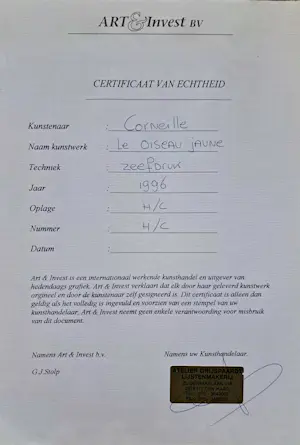 ART & Invest BV
CERTIFICAAT VAN ECHTHEID
Kunstenaar : Corneille
Naam kunstwerk : Le OISEAU JAUNE
Techniek : ZEEFDRUK
Jaar : 1996
Oplage : H/C
Nummer : H/C
Datum :
Art & Invest is een internationaal werkende kunsthandel en uitgever van
hedendaags grafiek. Art & Invest verklaart dat elk door haar geleverd kunstwerk
orgineel en door de kunstenaar zelf gesigneerd is. Dit certificaat is alleen dan
geldig als het volledig is ingevuld en voorzien van een stempel van uw
kunsthandelaar. Art & Invest neemt geen enkele verantwoording voor misbruik
van dit document.
Namens Art & Invest b.v. Namens uw Kunsthandelaar.
G.J.Stolp
LIJSTENMAKERIJ